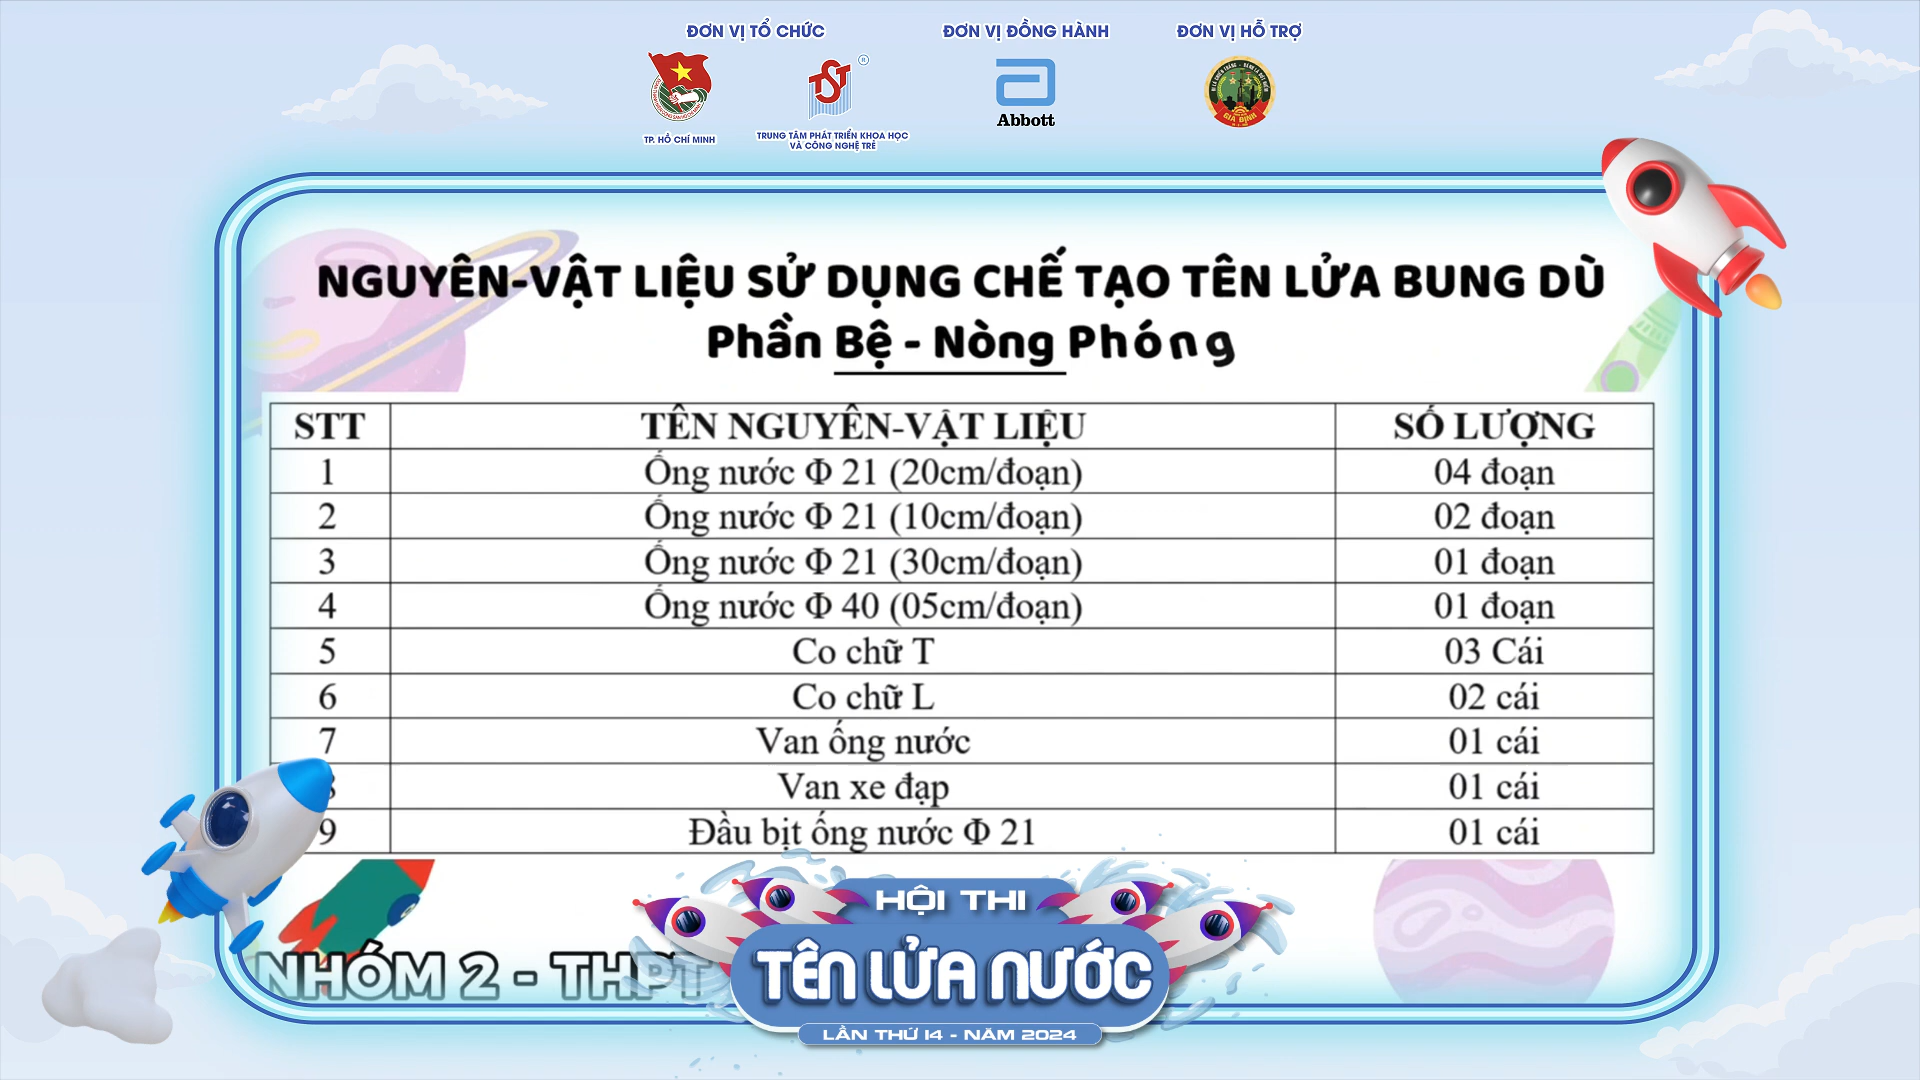 ĐƠN VỊ TỔ CHỨC
ĐƠN VỊ ĐỒNG HÀNH
ĐƠN VỊ HỖ TRỢ
TST
®
Abbott
GIA ĐỊNH
TP. HỒ CHÍ MINH
TRUNG TÂM PHÁT TRIỂN KHOA HỌC
VÀ CÔNG NGHỆ TRẺ
NGUYÊN-VẬT LIỆU SỬ DỤNG CHẾ TẠO TÊN LỬA BUNG DÙ
Phần Bệ - Nòng Phóng
STT TÊN NGUYÊN-VẬT LIỆU SỐ LƯỢNG
1 Ống nước Φ 21 (20cm/đoạn) 04 đoạn
2 Ống nước Φ 21 (10cm/đoạn) 02 đoạn
3 Ống nước Φ 21 (30cm/đoạn) 01 đoạn
4 Ống nước Φ 40 (05cm/đoạn) 01 đoạn
5 Co chữ T 03 Cái
6 Co chữ L 02 cái
7 Van ống nước 01 cái
Van xe đạp 01 cái
9 Đầu bịt ống nước Φ 21 01 cái
NHÓM 2 - THPT
HỘI THI
TÊN LỬA NƯỚC
LẦN THỨ 14 - NĂM 2024